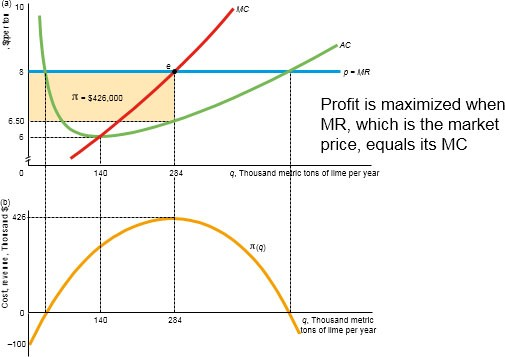 (a)
10
, $per ton
MC
AC
e
8
p = MR
π = $426,000
6.50
6
0
140
284
q, Thousand metric tons of lime per year
Profit is maximized when
MR, which is the market
price, equals its MC
(b)
Cost, revenue, Thousand $
426
π(q)
0
140
284
q, Thousand metric
tons of lime per year
−100